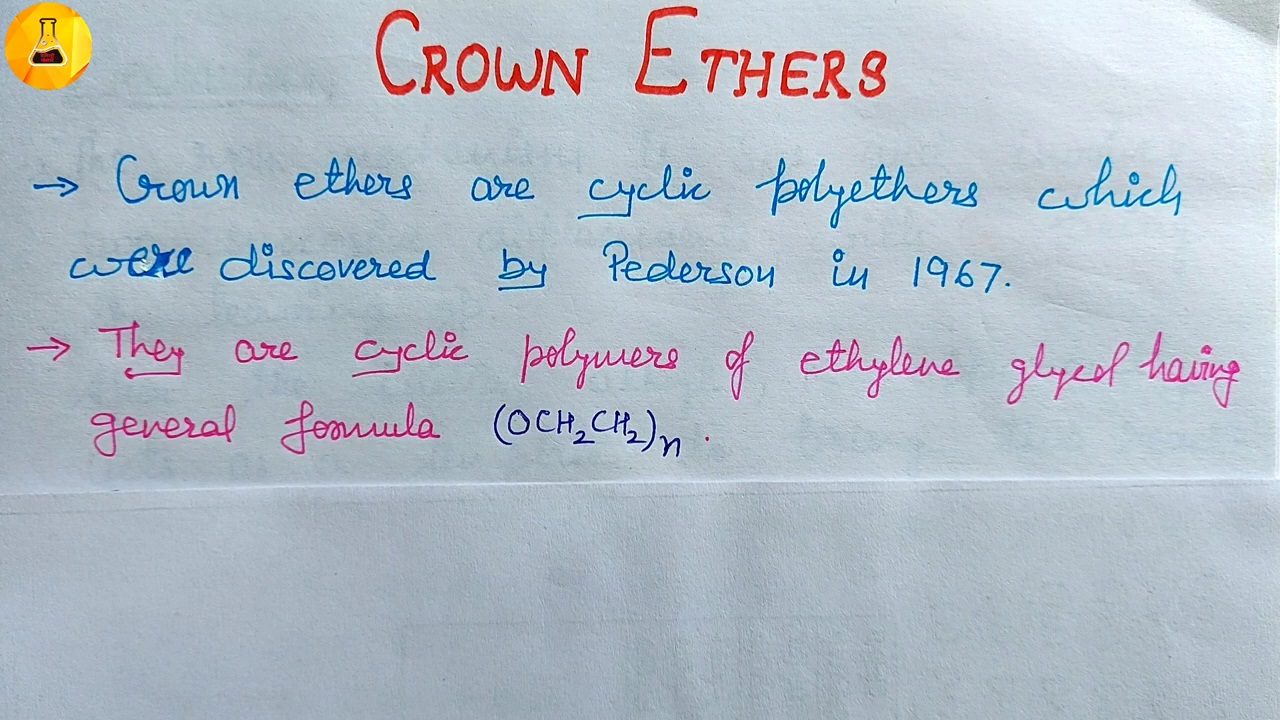 CROWN ETHERS
→ Crown ethers are cyclic polyethers which
were discovered by Pederson in 1967.
→ They are cyclic polymers of ethylene glycol having
general formula (OCH₂CH₂)n.